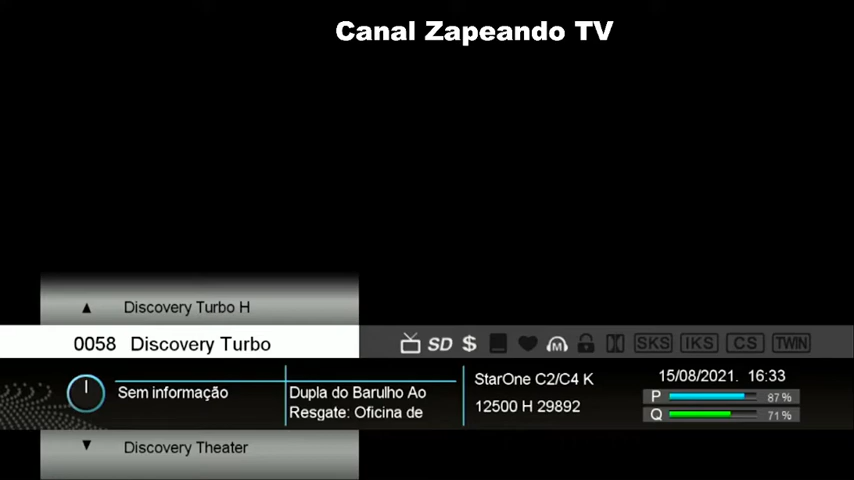 Canal Zapeando TV
Discovery Turbo H
0058 Discovery Turbo
SD $ M SKS IKS CS TWIN
Sem informação
Dupla do Barulho Ao
Resgate: Oficina de
StarOne C2/C4 K
12500 H 29892
15/08/2021. 16:33
P 87%
Q 71%
Discovery Theater